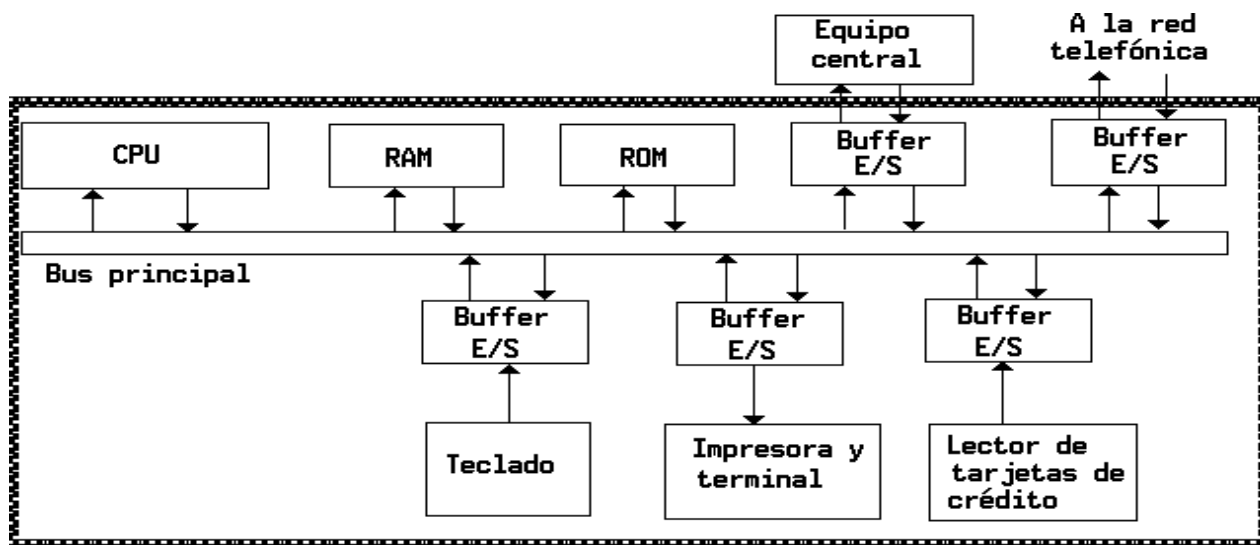 Equipo
central
A la red
telefónica
CPU
RAM
ROM
Buffer
E/S
Buffer
E/S
Bus principal
Buffer
E/S
Buffer
E/S
Buffer
E/S
Teclado
Impresora y
terminal
Lector de
tarjetas de
crédito